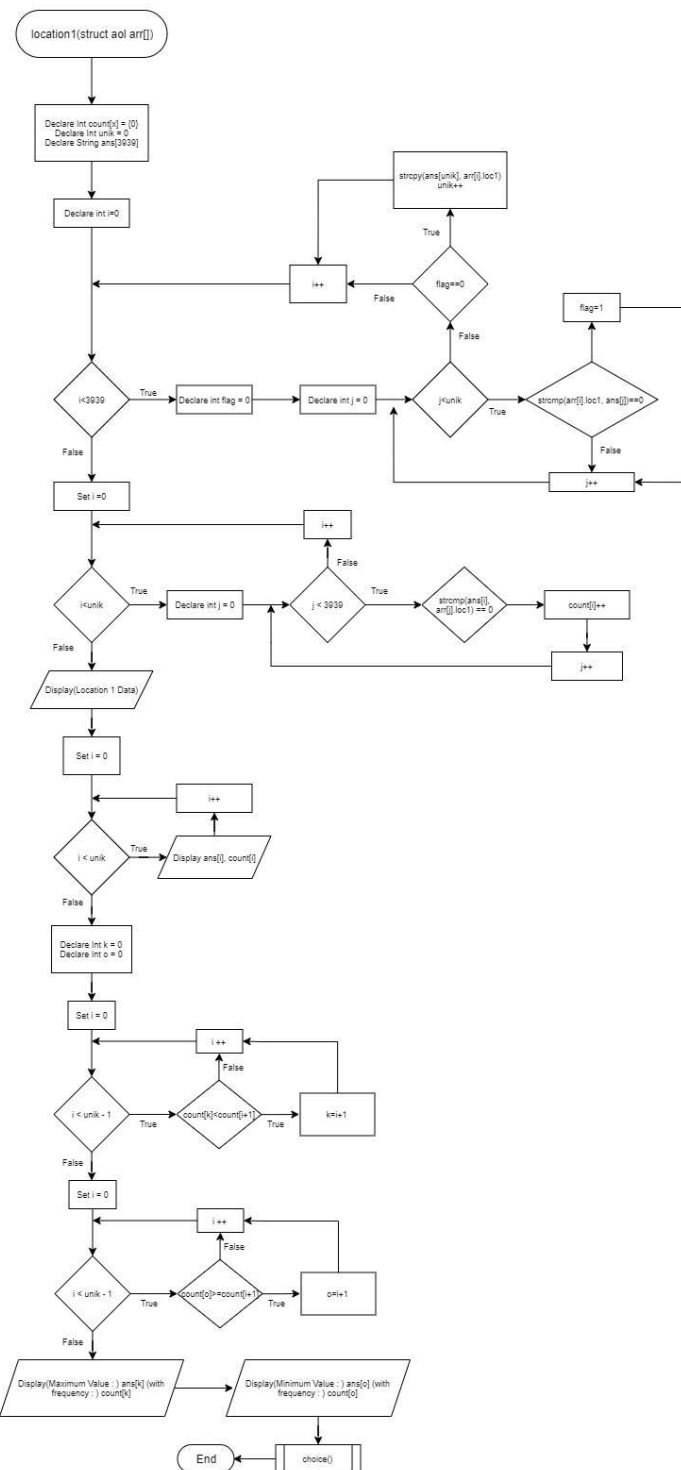 location1(struct aol arr[])
Declare Int count[x] = {0}
Declare Int unik = 0
Declare String ans[3939]
Declare int i=0
strcpy(ans[unik], arr[i].loc1)
unik++
True
i++
flag==0
False
flag=1
False
i<3939
True
Declare int flag = 0
Declare int j = 0
j<unik
True
strcmp(arr[i].loc1, ans[j])==0
False
False
j++
Set i =0
i++
False
i<unik
True
Declare int j = 0
j < 3939
True
strcmp(ans[i],
arr[j].loc1) == 0
count[i]++
False
j++
Display(Location 1 Data)
Set i = 0
i++
i < unik
True
Display ans[i], count[i]
False
Declare Int k = 0
Declare Int o = 0
Set i = 0
i ++
False
i < unik - 1
True
count[k]<count[i+1]
True
k=i+1
False
Set i = 0
i ++
False
i < unik - 1
True
count[o]>=count[i+1]
True
o=i+1
False
Display(Maximum Value : ) ans[k] (with
frequency : ) count[k]
Display(Minimum Value : ) ans[o] (with
frequency : ) count[o]
End
choice()